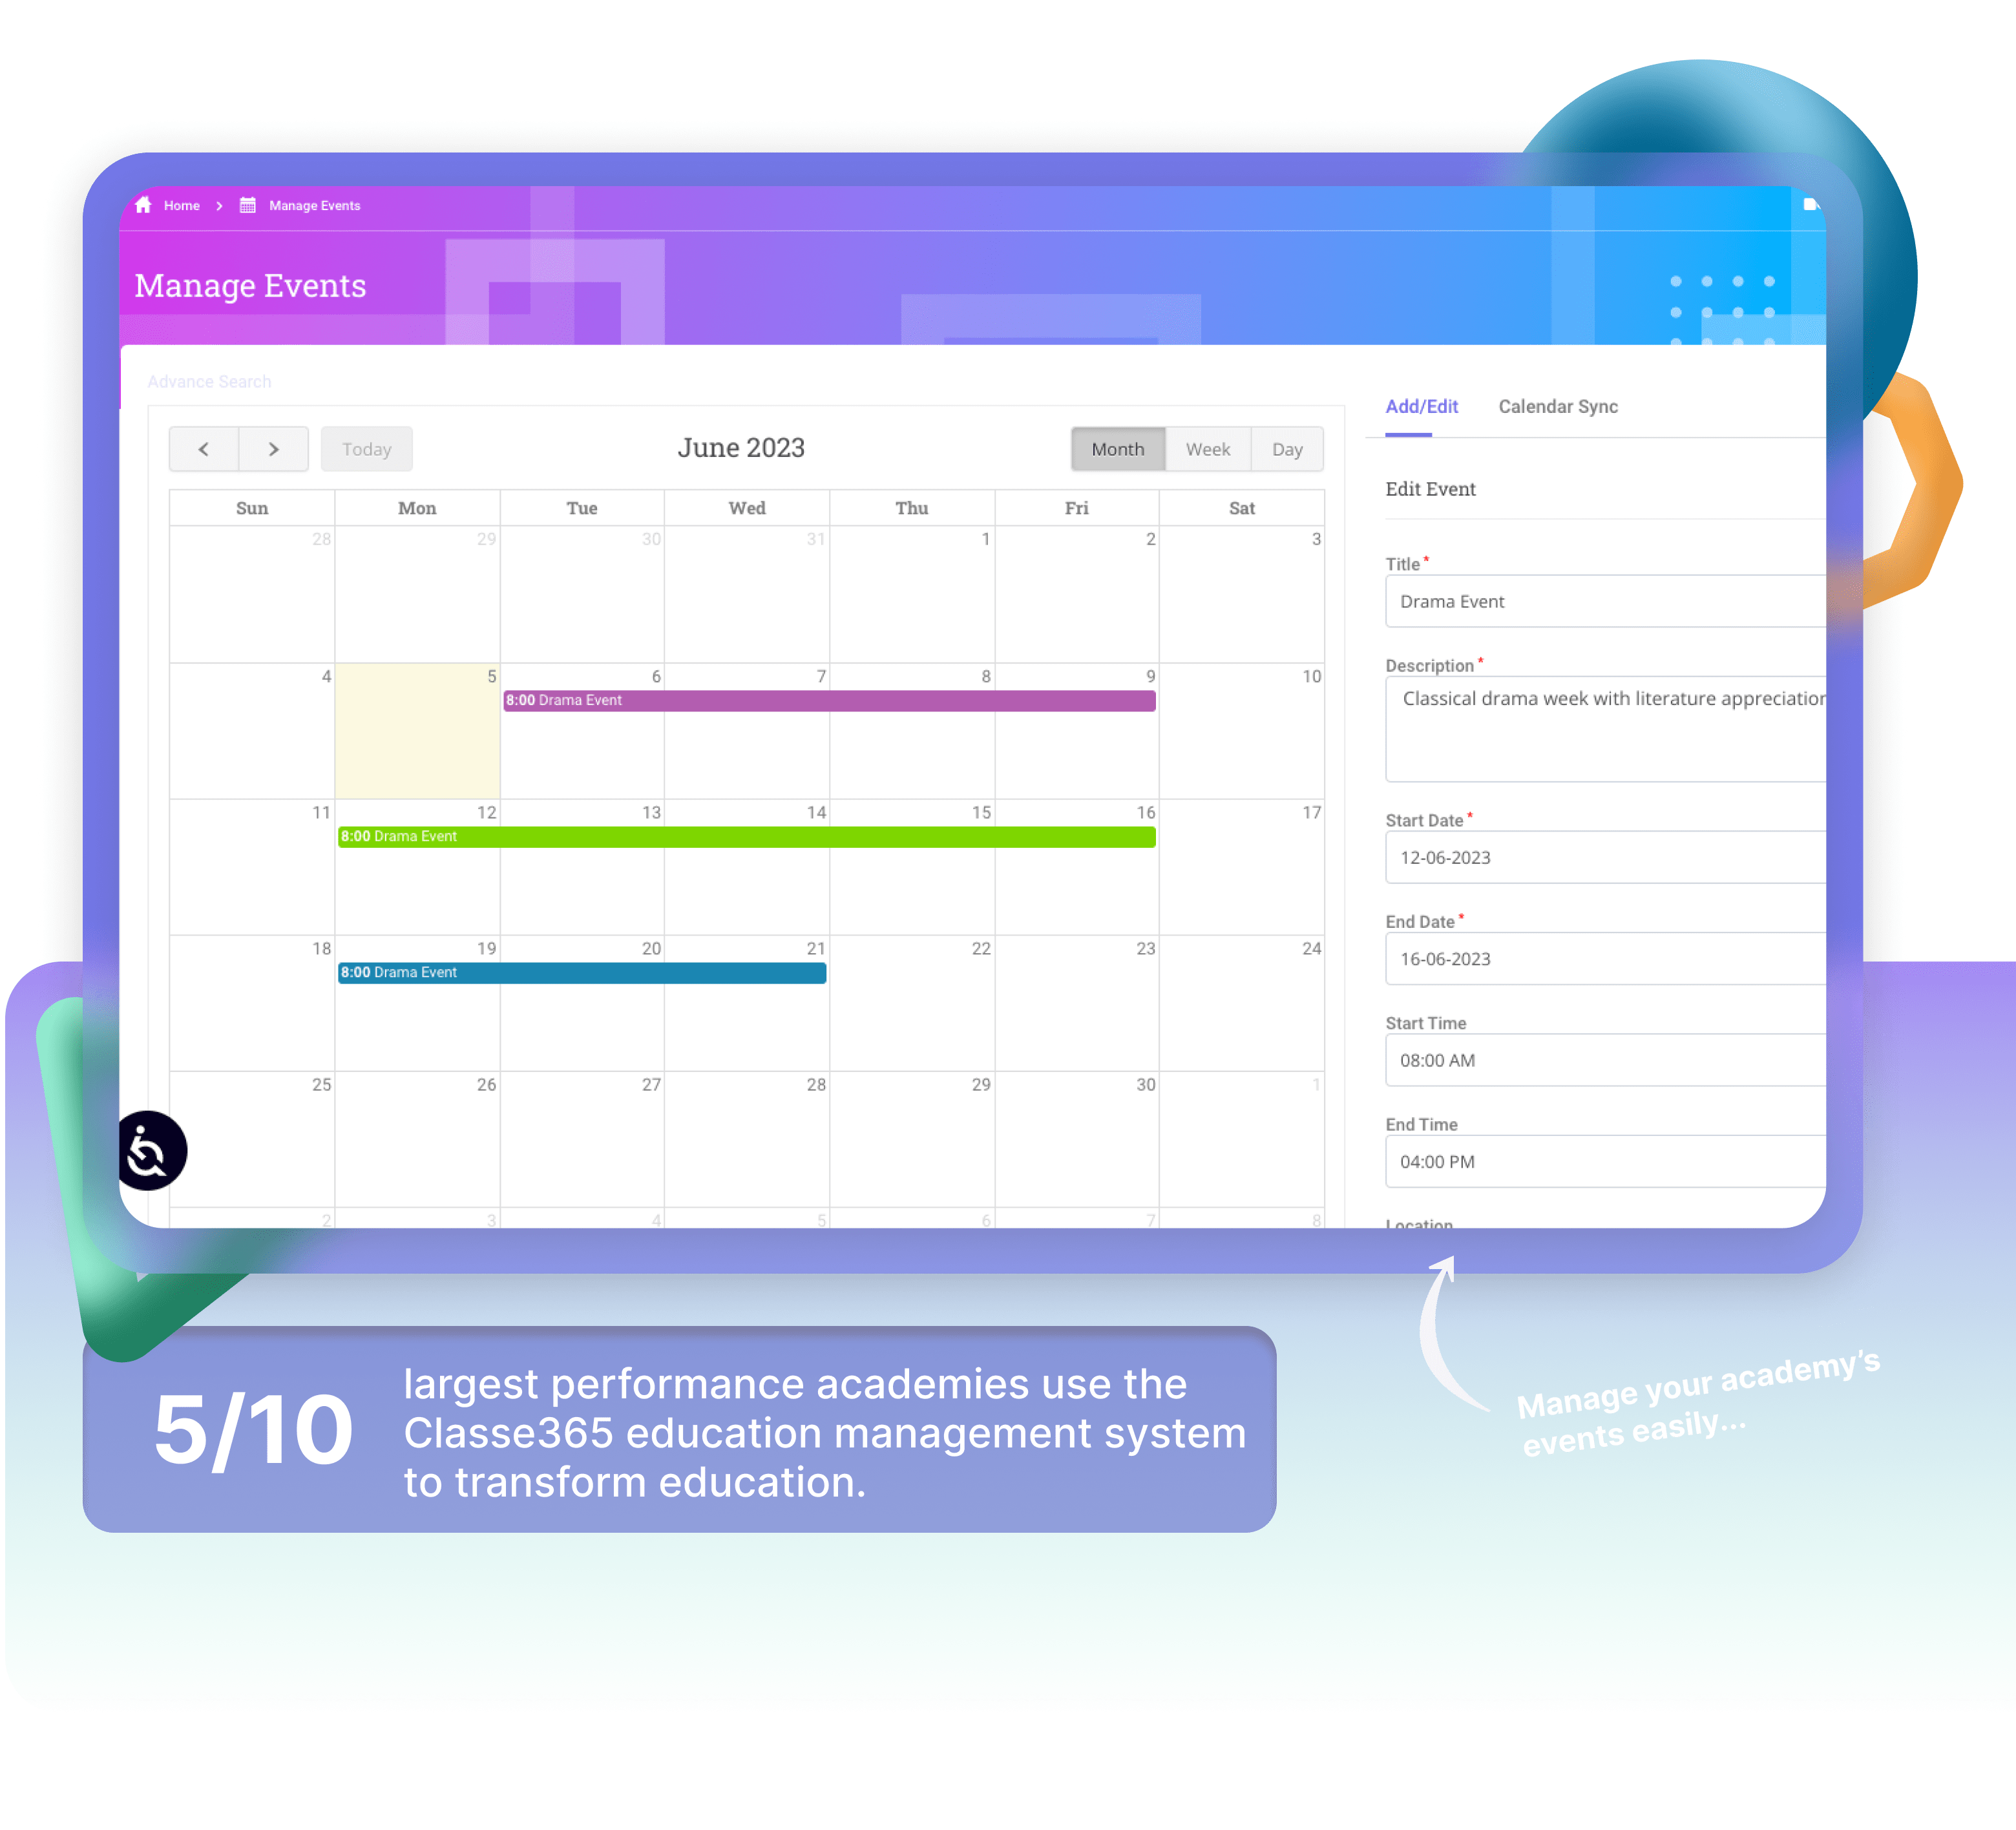 Home > Manage Events
Manage Events
Advance Search
Today
June 2023
Month Week Day
Sun Mon Tue Wed Thu Fri Sat
28 29 30 31 1 2 3
4 5 6 7 8 9 10
8:00 Drama Event
11 12 13 14 15 16 17
8:00 Drama Event
18 19 20 21 22 23 24
8:00 Drama Event
25 26 27 28 29 30 1
2 3 4 5 6 7 8
Add/Edit Calendar Sync
Edit Event
Title*
Drama Event
Description*
Classical drama week with literature appreciation
Start Date*
12-06-2023
End Date*
16-06-2023
Start Time
08:00 AM
End Time
04:00 PM
Location
5/10
largest performance academies use the
Classe365 education management system
to transform education.
Manage your academy's
events easily...